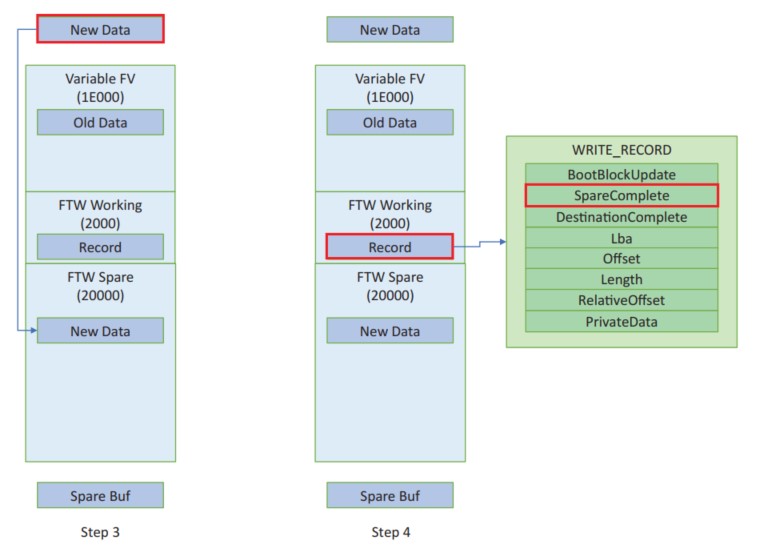 New Data
Variable FV
(1E000)
Old Data
FTW Working
(2000)
Record
FTW Spare
(20000)
New Data
Spare Buf
Step 3
New Data
Variable FV
(1E000)
Old Data
FTW Working
(2000)
Record
FTW Spare
(20000)
New Data
Spare Buf
Step 4
WRITE_RECORD
BootBlockUpdate
SpareComplete
DestinationComplete
Lba
Offset
Length
RelativeOffset
PrivateData